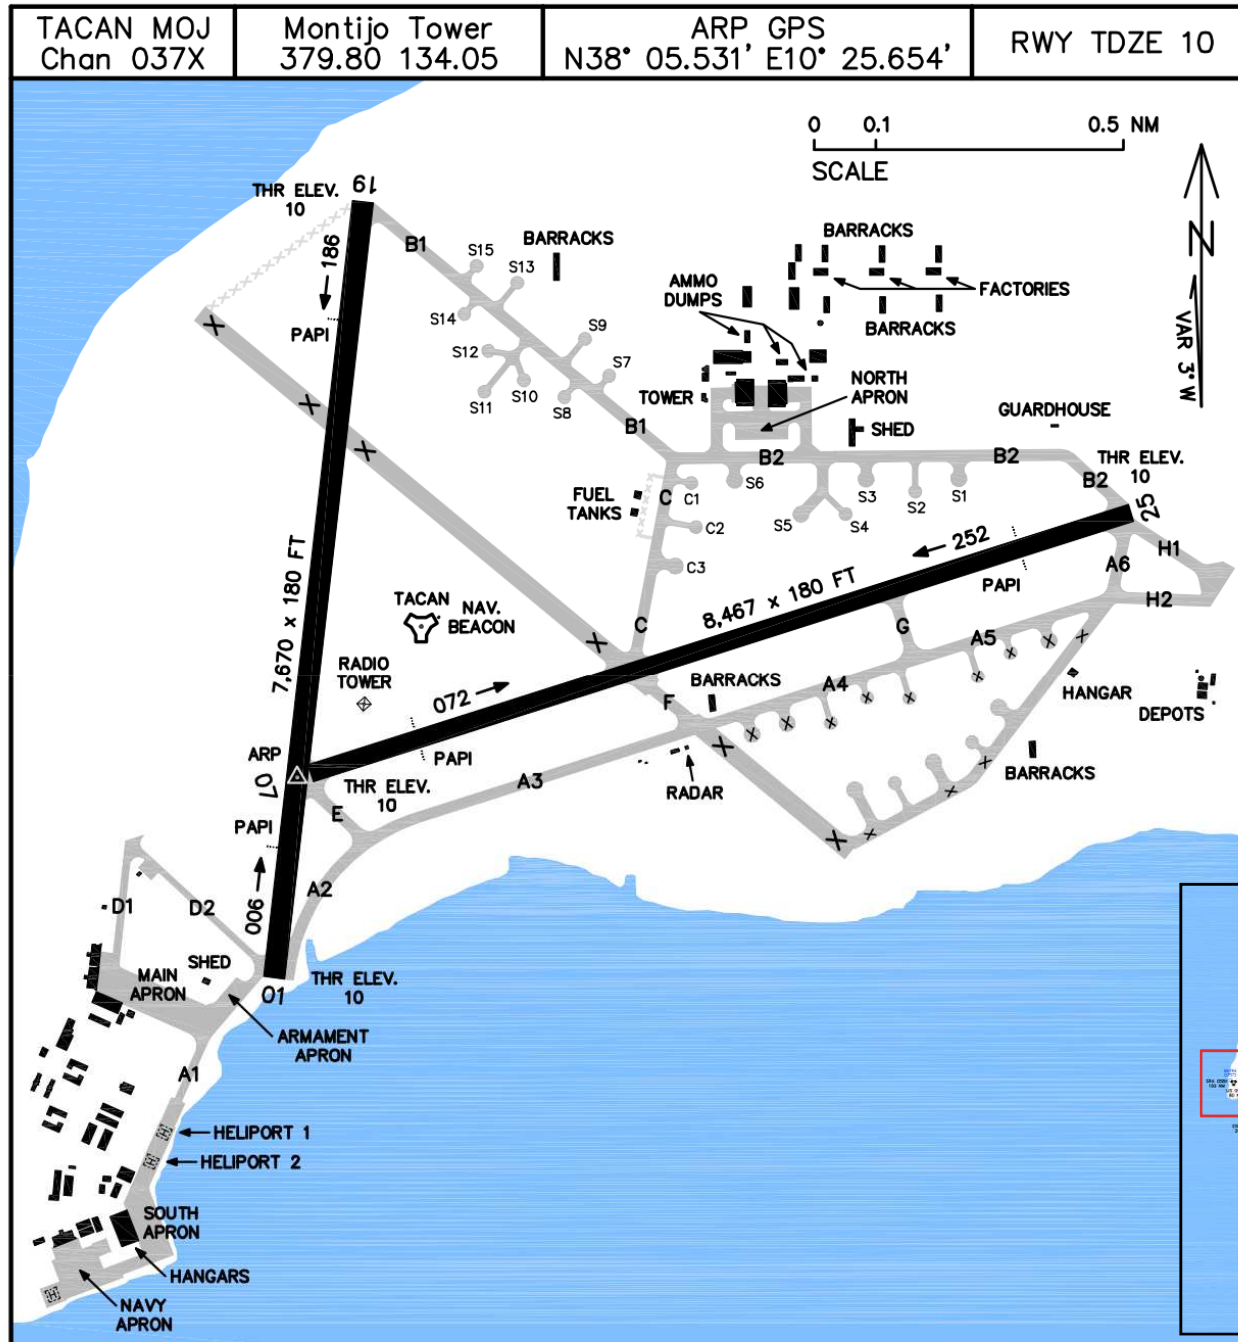 TACAN MOJ
Chan 037X
Montijo Tower
379.80 134.05
ARP GPS
N38° 05.531' E10° 25.654'
RWY TDZE 10
0 0.1 0.5 NM
SCALE
N
VAR 3° W
THR ELEV.
10
19
186
PAPI
B1
S15
S13
S14
S12
S11
S10
S9
S7
S8
B1
BARRACKS
BARRACKS
FACTORIES
BARRACKS
AMMO
DUMPS
TOWER
NORTH
APRON
SHED
GUARDHOUSE
B2
B2
B2
THR ELEV.
10
25
FUEL
TANKS
C
C1
C2
C3
C
S6
S5
S4
S3
S2
S1
252
PAPI
H1
H2
A6
8,467 x 180 FT
7,670 x 180 FT
TACAN
NAV.
BEACON
RADIO
TOWER
072
PAPI
ARP
07
THR ELEV.
10
G
A5
A4
F
BARRACKS
HANGAR
DEPOTS
BARRACKS
RADAR
A3
E
A2
PAPI
006
01
THR ELEV.
10
D1
D2
SHED
MAIN
APRON
ARMAMENT
APRON
A1
HELIPORT 1
HELIPORT 2
SOUTH
APRON
HANGARS
NAVY
APRON
H
H
H